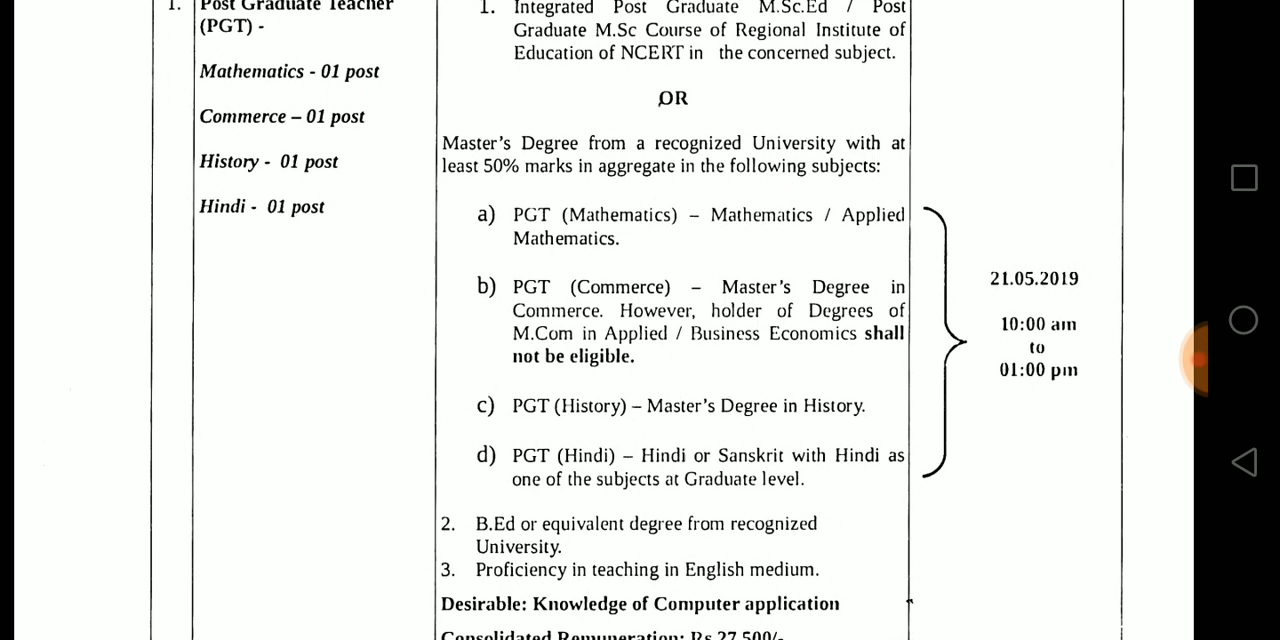 1.
Post Graduate Teacher
(PGT) -
Mathematics - 01 post
Commerce – 01 post
History - 01 post
Hindi - 01 post
1. Integrated Post Graduate M.Sc.Ed / Post
Graduate M.Sc Course of Regional Institute of
Education of NCERT in the concerned subject.
OR
Master's Degree from a recognized University with at
least 50% marks in aggregate in the following subjects:
a) PGT (Mathematics) – Mathematics / Applied
Mathematics.
b) PGT (Commerce) – Master's Degree in
Commerce. However, holder of Degrees of
M.Com in Applied / Business Economics shall
not be eligible.
c) PGT (History) – Master's Degree in History.
d) PGT (Hindi) – Hindi or Sanskrit with Hindi as
one of the subjects at Graduate level.
2. B.Ed or equivalent degree from recognized
University.
3. Proficiency in teaching in English medium.
Desirable: Knowledge of Computer application
Consolidated Remuneration: Rs.27,500/-
21.05.2019
10:00 am
to
01:00 pm